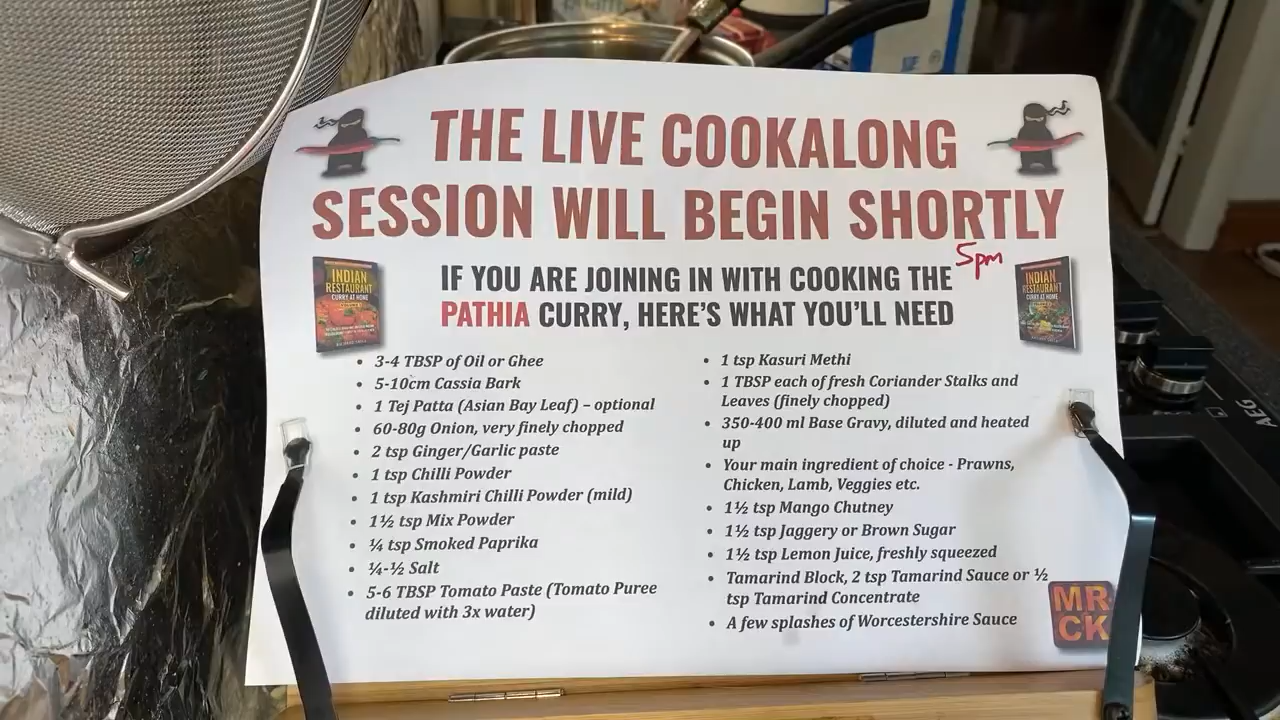 THE LIVE COOKALONG
SESSION WILL BEGIN SHORTLY
5pm
IF YOU ARE JOINING IN WITH COOKING THE
PATHIA CURRY, HERE'S WHAT YOU'LL NEED
INDIAN
RESTAURANT
CURRY AT HOME
INDIAN
RESTAURANT
CURRY AT HOME
• 3-4 TBSP of Oil or Ghee
• 5-10cm Cassia Bark
• 1 Tej Patta (Asian Bay Leaf) – optional
• 60-80g Onion, very finely chopped
• 2 tsp Ginger/Garlic paste
• 1 tsp Chilli Powder
• 1 tsp Kashmiri Chilli Powder (mild)
• 1½ tsp Mix Powder
• ¼ tsp Smoked Paprika
• ¼-½ Salt
• 5-6 TBSP Tomato Paste (Tomato Puree
diluted with 3x water)
• 1 tsp Kasuri Methi
• 1 TBSP each of fresh Coriander Stalks and
Leaves (finely chopped)
• 350-400 ml Base Gravy, diluted and heated
up
• Your main ingredient of choice - Prawns,
Chicken, Lamb, Veggies etc.
• 1½ tsp Mango Chutney
• 1½ tsp Jaggery or Brown Sugar
• 1½ tsp Lemon Juice, freshly squeezed
• Tamarind Block, 2 tsp Tamarind Sauce or ½
tsp Tamarind Concentrate
• A few splashes of Worcestershire Sauce
MR
CK
AEG